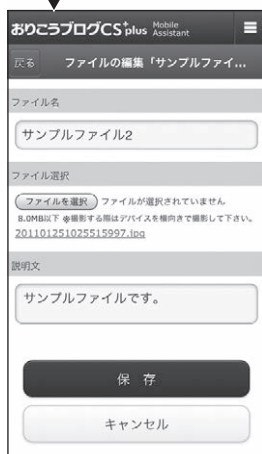 おりこうブログCS+plus Mobile Assistant
戻る ファイルの編集「サンプルファイ...
ファイル名
サンプルファイル2
ファイル選択
ファイルを選択 ファイルが選択されていません
8.0MB以下 ※撮影する際はデバイスを横向きで撮影して下さい。
201101251025515997.jpg
説明文
サンプルファイルです。
保 存
キャンセル